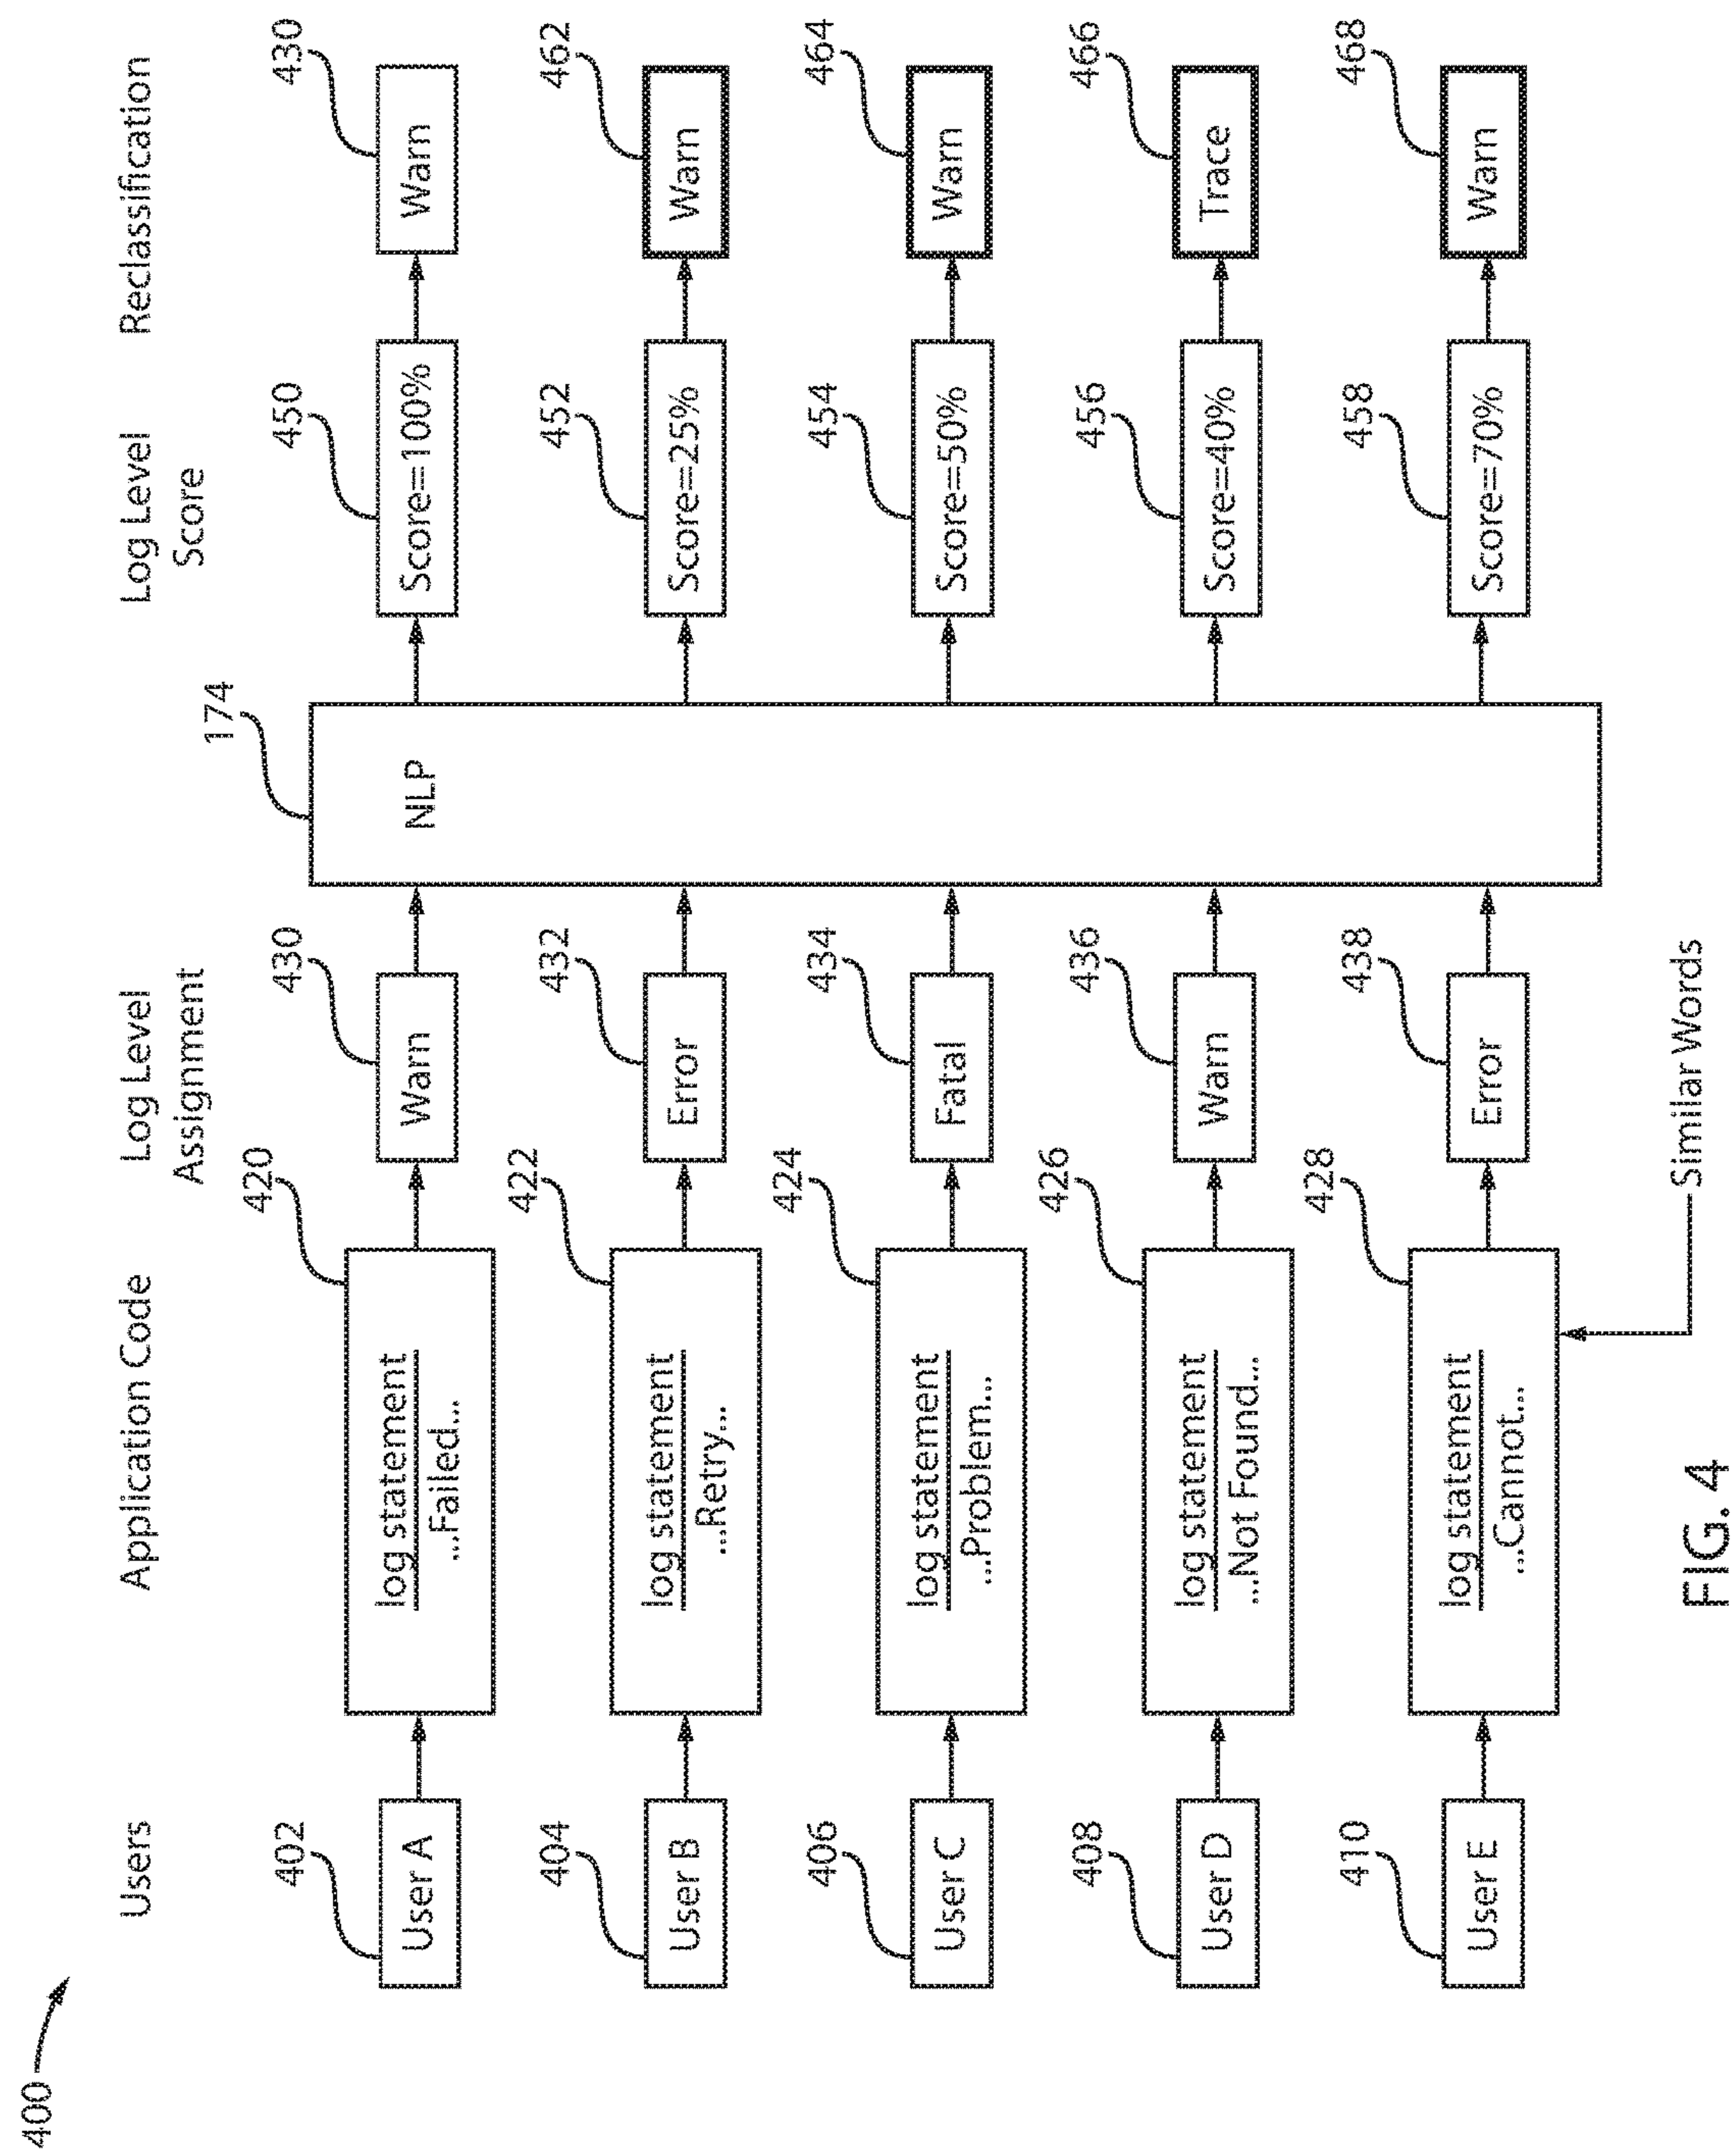 400
Users
Application Code
Log Level
Assignment
Log Level
Score
Reclassification
402
User A
420
log statement
...Failed...
430
Warn
174
NLP
450
Score=100%
430
Warn
404
User B
422
log statement
...Retry...
432
Error
452
Score=25%
462
Warn
406
User C
424
log statement
...Problem...
434
Fatal
454
Score=50%
464
Warn
408
User D
426
log statement
...Not Found...
436
Warn
456
Score=40%
466
Trace
410
User E
428
log statement
...Cannot...
438
Error
458
Score=70%
468
Warn
Similar Words
FIG. 4